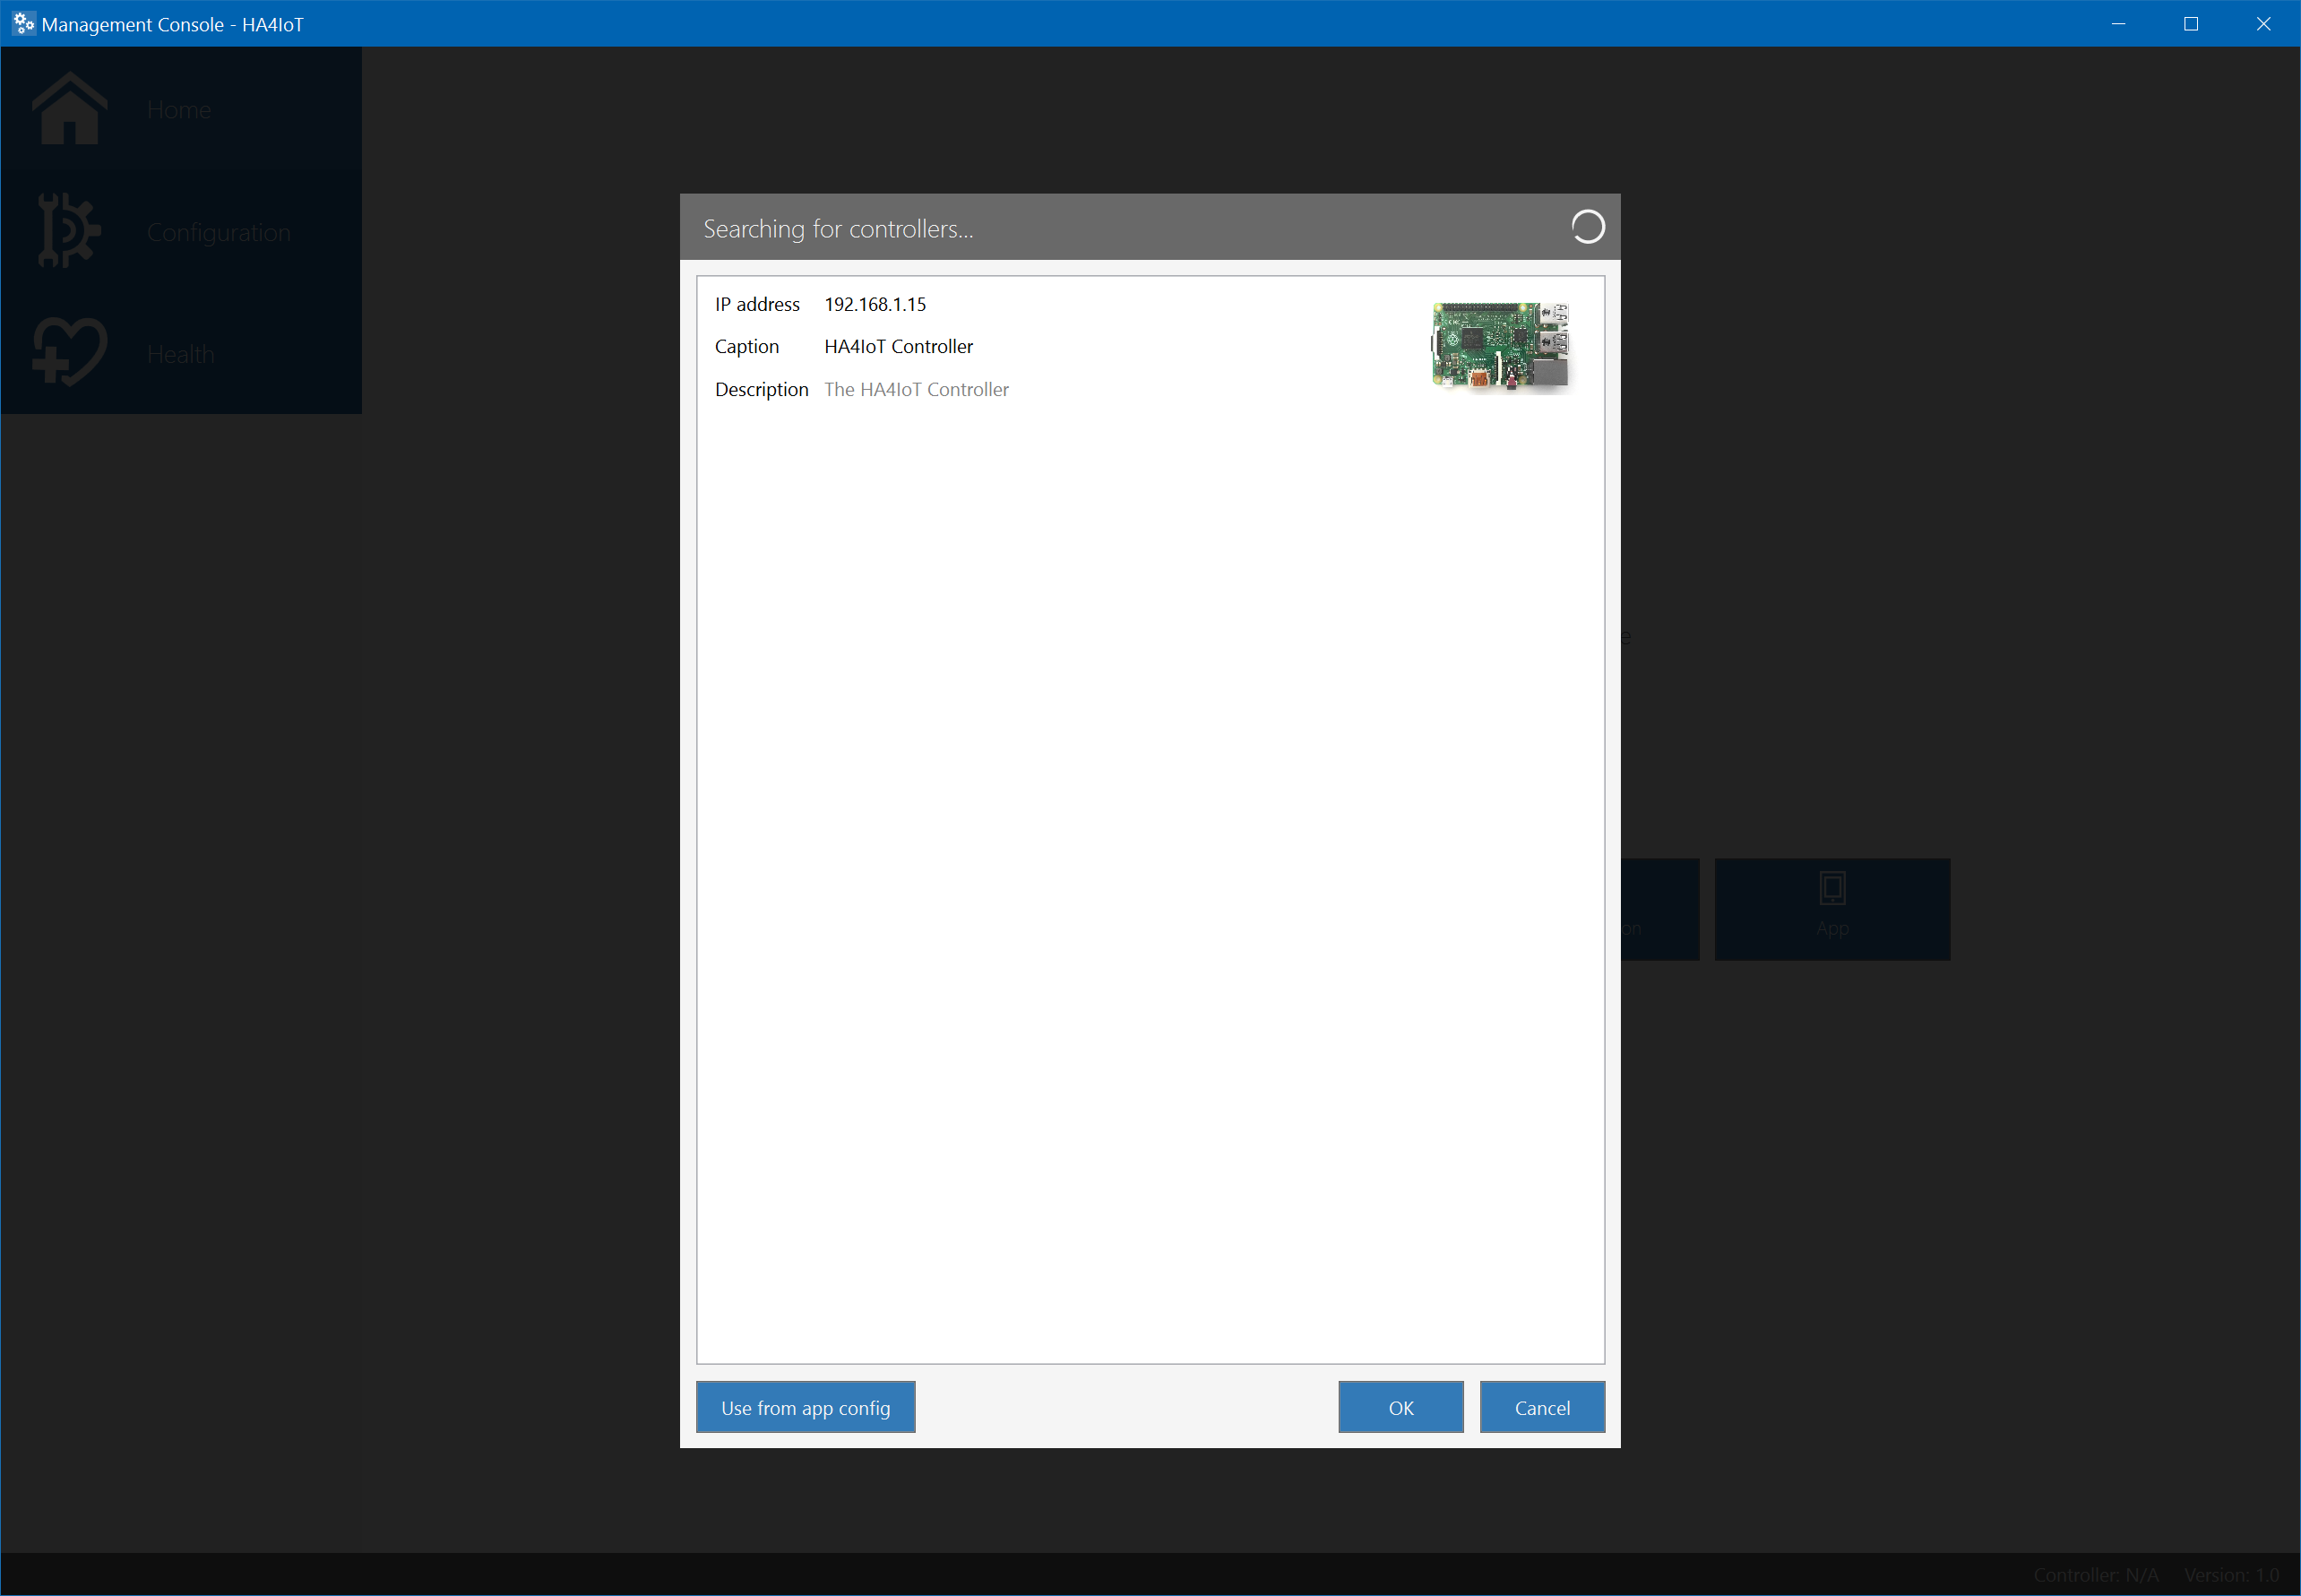 Management Console - HA4IoT
Home
Configuration
Health
Searching for controllers...
IP address 192.168.1.15
Caption HA4IoT Controller
Description The HA4IoT Controller
e
on
App
Use from app config
OK
Cancel
Controller: N/A Version: 1.0